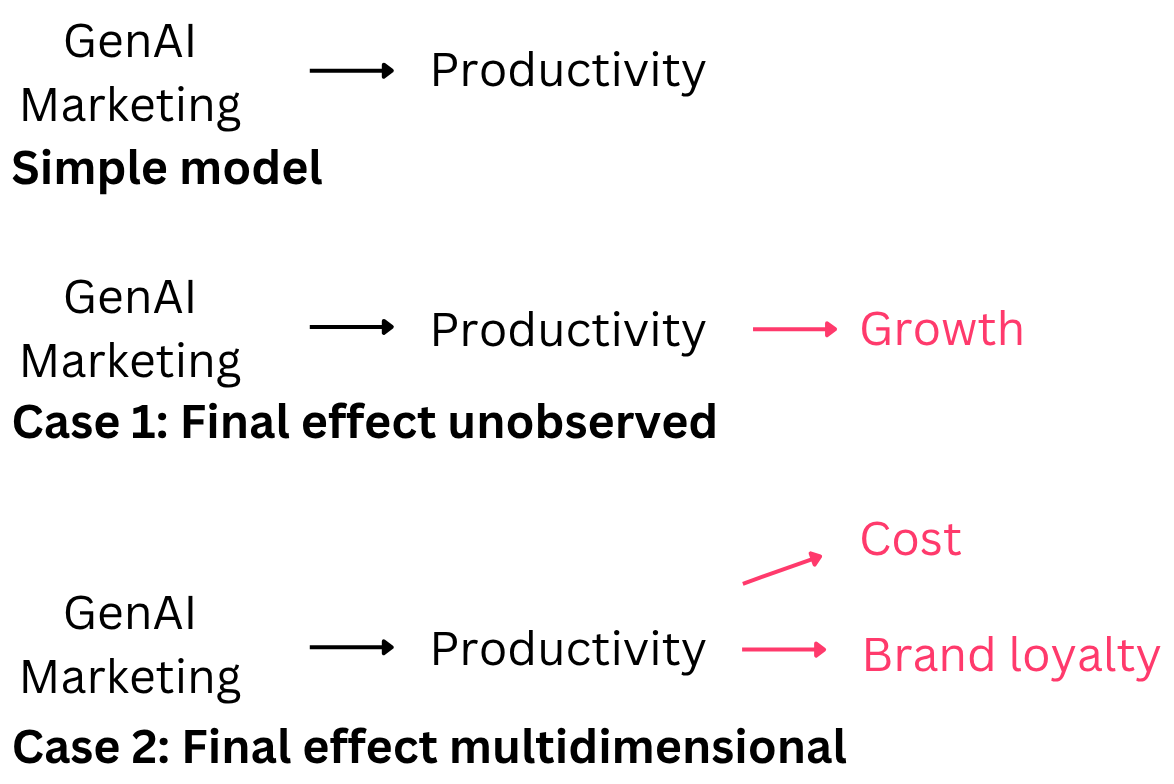 GenAI
Marketing
Productivity
Simple model
GenAI
Marketing
Productivity
Growth
Case 1: Final effect unobserved
GenAI
Marketing
Productivity
Cost
Brand loyalty
Case 2: Final effect multidimensional